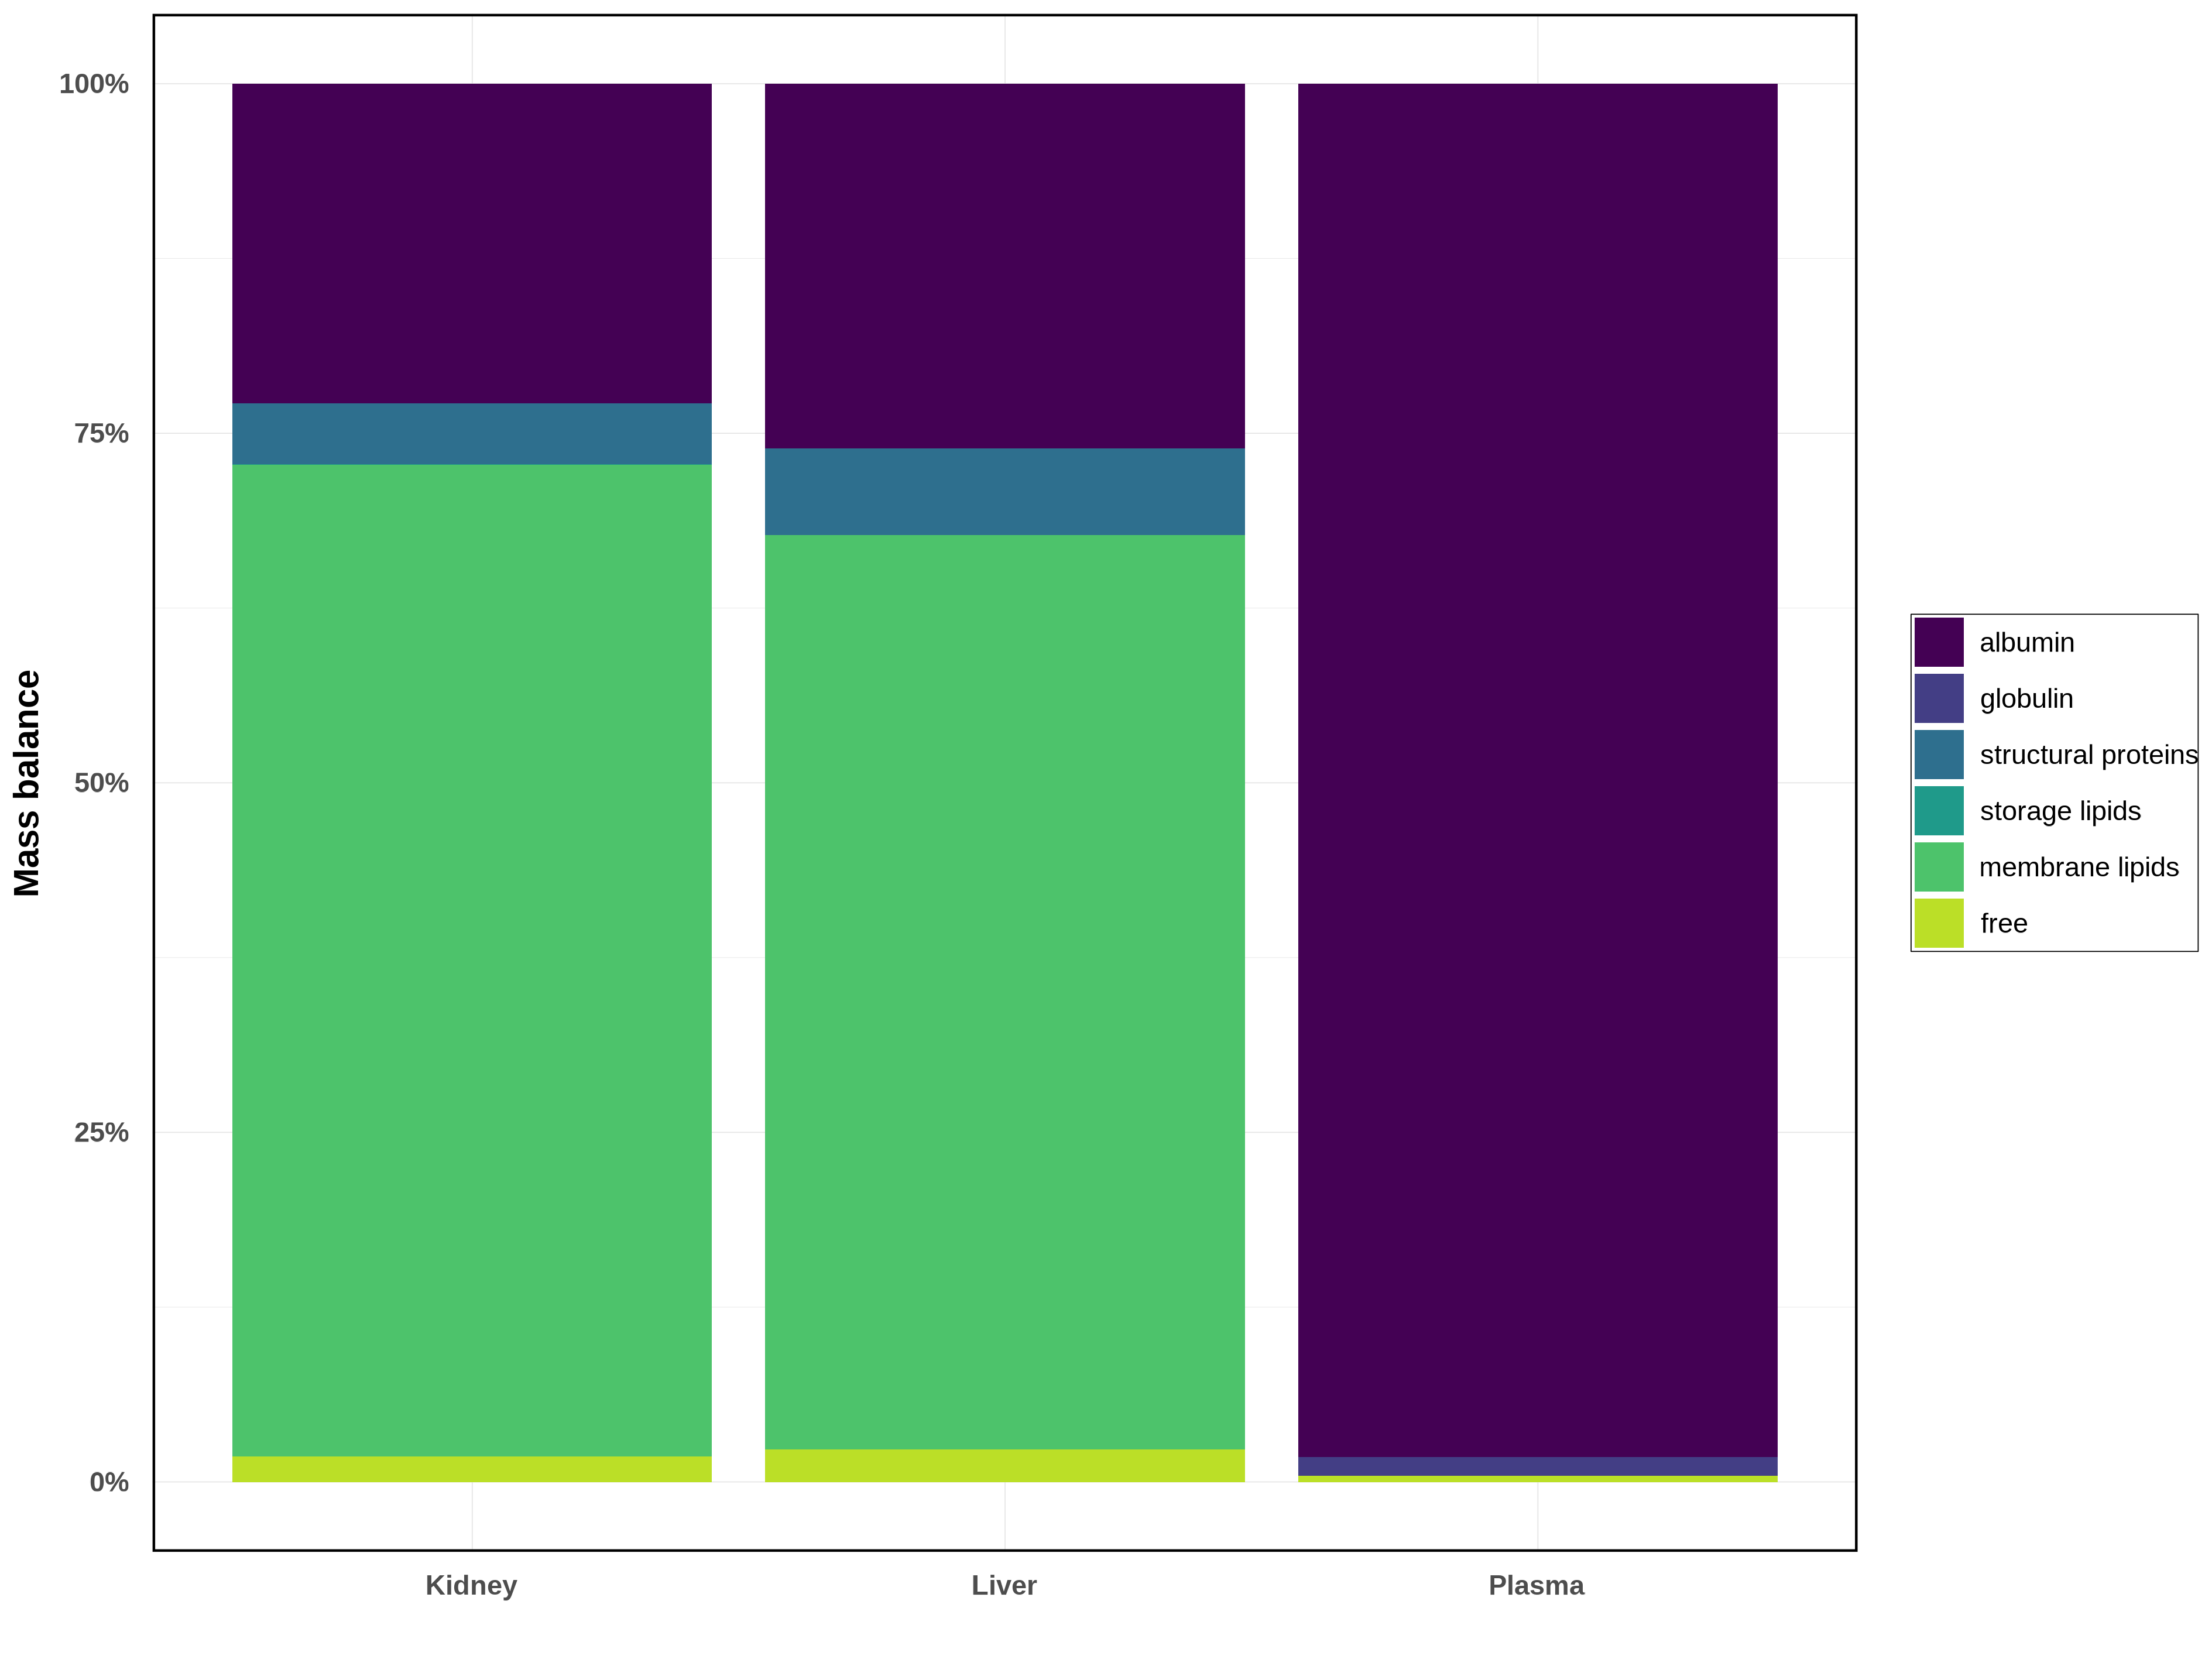 Mass balance
100%
75%
50%
25%
0%
Kidney
Liver
Plasma
albumin
globulin
structural proteins
storage lipids
membrane lipids
free